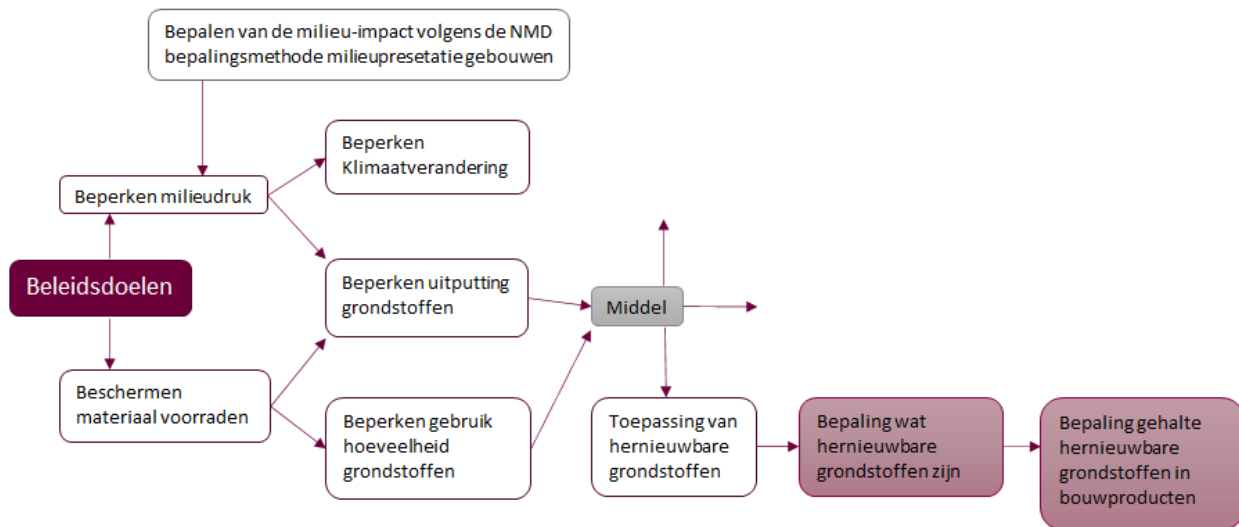 Bepalen van de milieu-impact volgens de NMD
bepalingsmethode milieupresetatie gebouwen
Beperken
Klimaatverandering
Beperken milieudruk
Beleidsdoelen
Beperken uitputting
grondstoffen
Middel
Beschermen
materiaal voorraden
Beperken gebruik
hoeveelheid
grondstoffen
Toepassing van
hernieuwbare
grondstoffen
Bepaling wat
hernieuwbare
grondstoffen zijn
Bepaling gehalte
hernieuwbare
grondstoffen in
bouwproducten